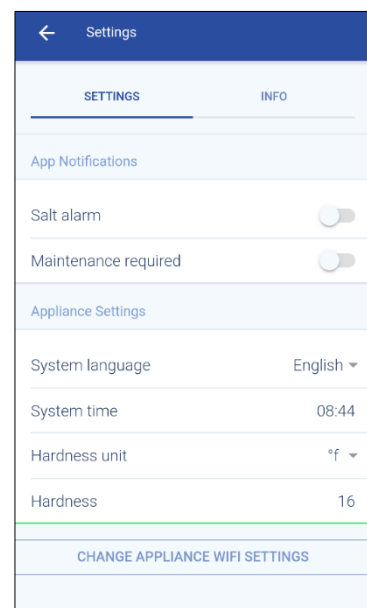 Settings
SETTINGS INFO
App Notifications
Salt alarm
Maintenance required
Appliance Settings
System language English
System time 08:44
Hardness unit °f
Hardness 16
CHANGE APPLIANCE WIFI SETTINGS